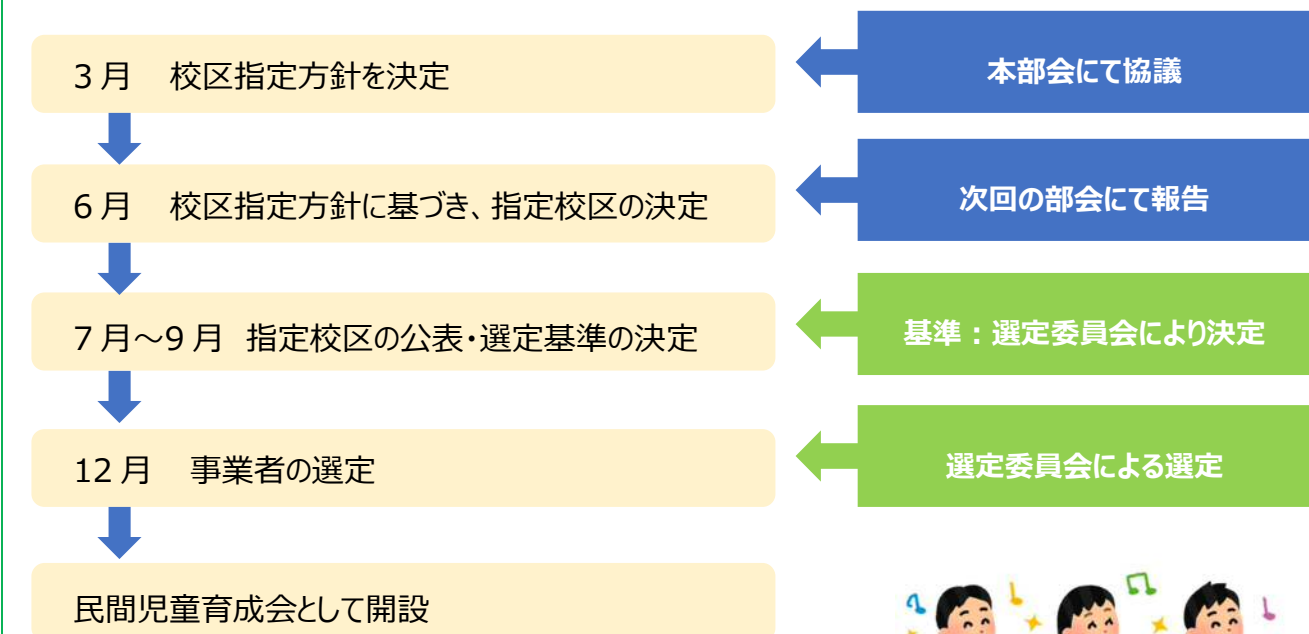 3月 校区指定方針を決定
本部会にて協議
6月 校区指定方針に基づき、指定校区の決定
次回の部会にて報告
7月～9月 指定校区の公表・選定基準の決定
基準：選定委員会により決定
12月 事業者の選定
選定委員会による選定
民間児童育成会として開設